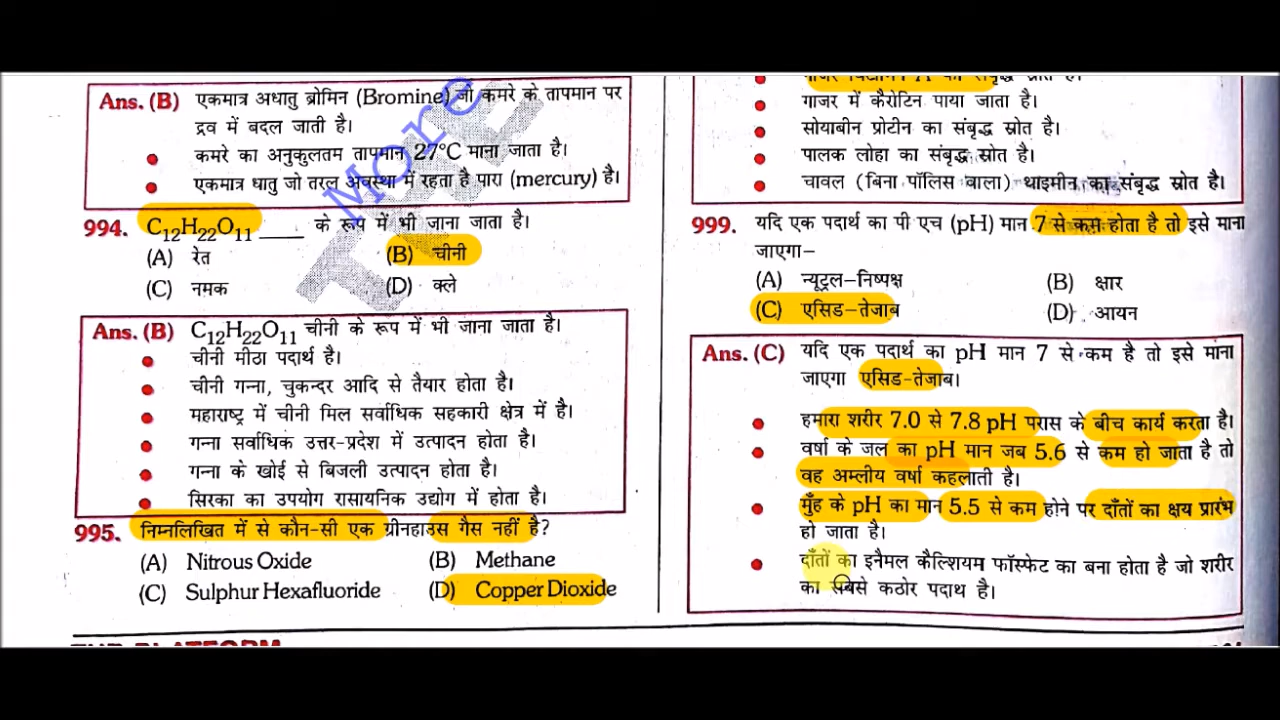 Ans. (B) एकमात्र अधातु ब्रोमिन (Bromine) जो कमरे के तापमान पर
द्रव में बदल जाती है।
कमरे का अनुकुलतम तापमान 27°C माना जाता है।
एकमात्र धातु जो तरल अवस्था में रहता है पारा (mercury) है।
More
994. C12H22O11 ____ के रूप में भी जाना जाता है।
(A) रेत (B) चीनी
(C) नमक (D) क्ले
Ans. (B) C12H22O11 चीनी के रूप में भी जाना जाता है।
चीनी मीठा पदार्थ है।
चीनी गन्ना, चुकन्दर आदि से तैयार होता है।
महाराष्ट्र में चीनी मिल सर्वाधिक सहकारी क्षेत्र में है।
गन्ना सर्वाधिक उत्तर-प्रदेश में उत्पादन होता है।
गन्ना के खोई से बिजली उत्पादन होता है।
सिरका का उपयोग रासायनिक उद्योग में होता है।
995. निम्नलिखित में से कौन-सी एक ग्रीनहाउस गैस नहीं है?
(A) Nitrous Oxide (B) Methane
(C) Sulphur Hexafluoride (D) Copper Dioxide
गाजर में कैरोटिन पाया जाता है।
सोयाबीन प्रोटीन का संबृद्ध स्रोत है।
पालक लोहा का संबृद्ध स्रोत है।
चावल (बिना पॉलिस वाला) थाइमीन का संबृद्ध स्रोत है।
999. यदि एक पदार्थ का पी एच (pH) मान 7 से कम होता है तो इसे माना
जाएगा–
(A) न्यूट्रल-निष्पक्ष (B) क्षार
(C) एसिड-तेजाब (D) आयन
Ans. (C) यदि एक पदार्थ का pH मान 7 से कम है तो इसे माना
जाएगा एसिड-तेजाब।
हमारा शरीर 7.0 से 7.8 pH परास के बीच कार्य करता है।
वर्षा के जल का pH मान जब 5.6 से कम हो जाता है तो
वह अम्लीय वर्षा कहलाती है।
मुँह के pH का मान 5.5 से कम होने पर दाँतों का क्षय प्रारंभ
हो जाता है।
दाँतों का इनैमल कैल्शियम फॉस्फेट का बना होता है जो शरीर
का सबसे कठोर पदाथ है।